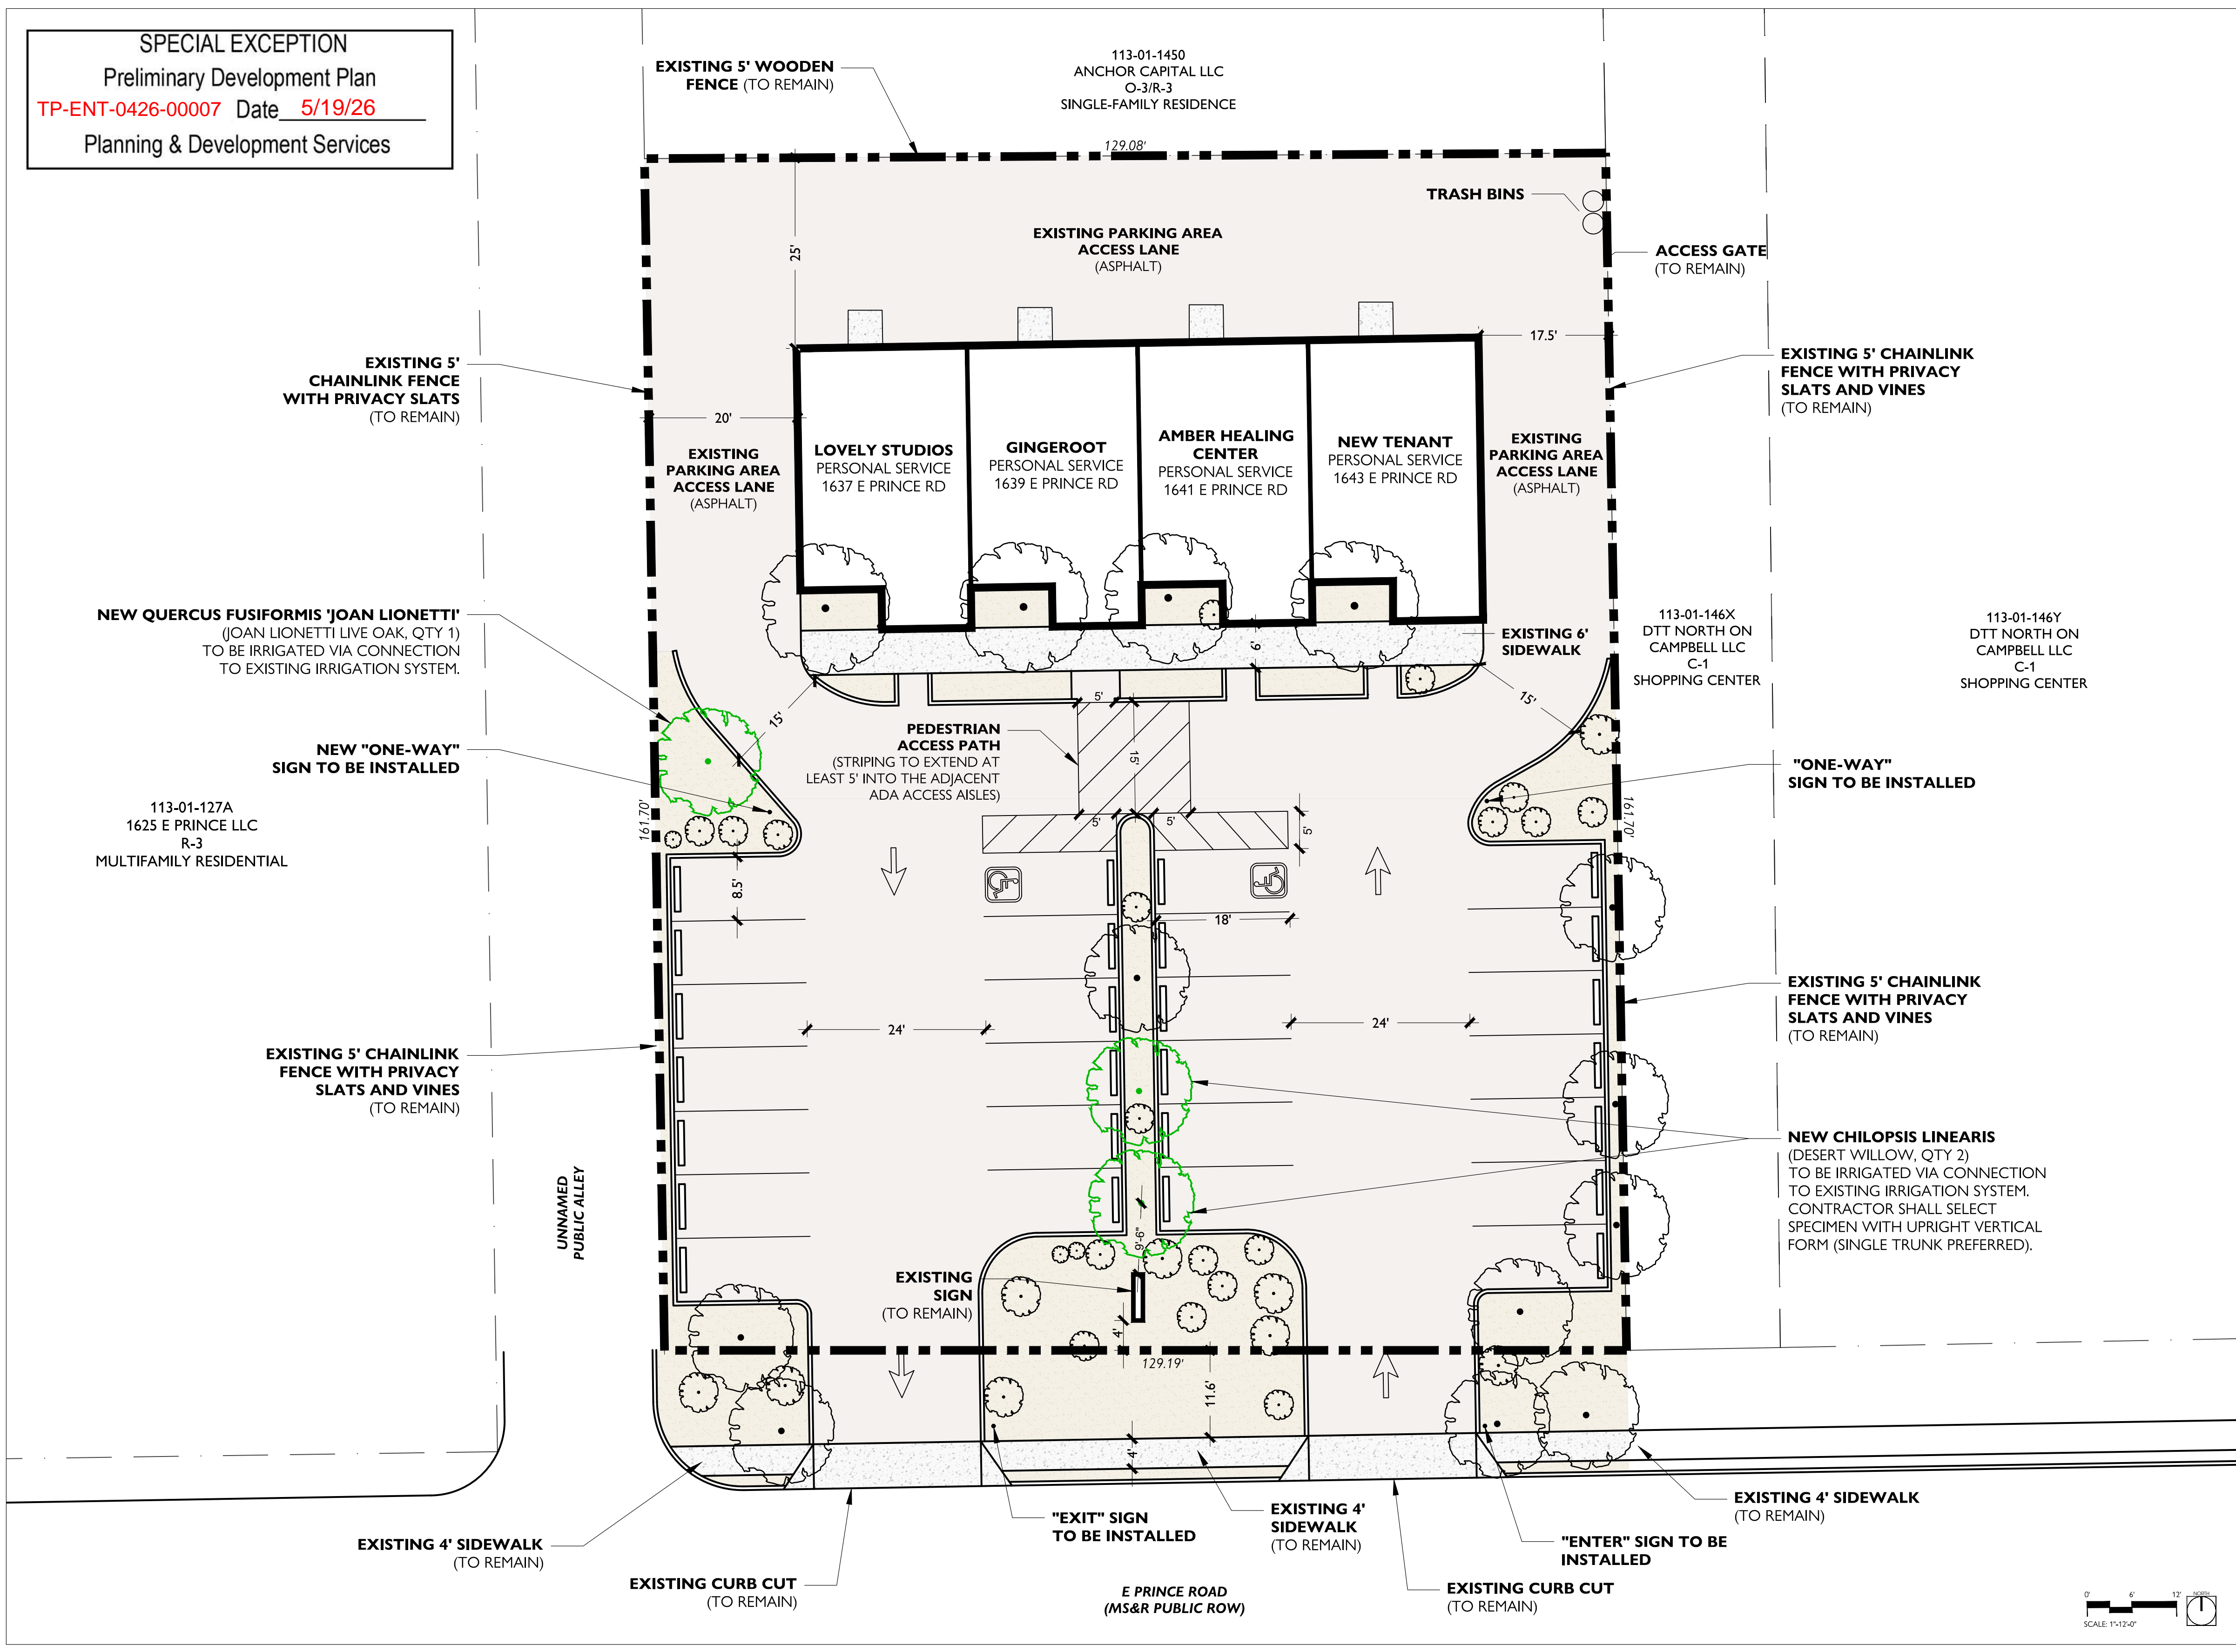 SPECIAL EXCEPTION
Preliminary Development Plan
TP-ENT-0426-00007 Date 5/19/26
Planning & Development Services
EXISTING 5' WOODEN
FENCE (TO REMAIN)
113-01-1450
ANCHOR CAPITAL LLC
O-3/R-3
SINGLE-FAMILY RESIDENCE
129.08'
TRASH BINS
EXISTING PARKING AREA
ACCESS LANE
(ASPHALT)
25'
ACCESS GATE
(TO REMAIN)
17.5'
EXISTING 5'
CHAINLINK FENCE
WITH PRIVACY SLATS
(TO REMAIN)
EXISTING 5' CHAINLINK
FENCE WITH PRIVACY
SLATS AND VINES
(TO REMAIN)
20'
EXISTING
PARKING AREA
ACCESS LANE
(ASPHALT)
LOVELY STUDIOS
PERSONAL SERVICE
1637 E PRINCE RD
GINGEROOT
PERSONAL SERVICE
1639 E PRINCE RD
AMBER HEALING
CENTER
PERSONAL SERVICE
1641 E PRINCE RD
NEW TENANT
PERSONAL SERVICE
1643 E PRINCE RD
EXISTING
PARKING AREA
ACCESS LANE
(ASPHALT)
NEW QUERCUS FUSIFORMIS 'JOAN LIONETTI'
(JOAN LIONETTI LIVE OAK, QTY 1)
TO BE IRRIGATED VIA CONNECTION
TO EXISTING IRRIGATION SYSTEM.
6'
EXISTING 6'
SIDEWALK
113-01-146X
DTT NORTH ON
CAMPBELL LLC
C-1
SHOPPING CENTER
113-01-146Y
DTT NORTH ON
CAMPBELL LLC
C-1
SHOPPING CENTER
15'
5'
15'
15'
PEDESTRIAN
ACCESS PATH
(STRIPING TO EXTEND AT
LEAST 5' INTO THE ADJACENT
ADA ACCESS AISLES)
NEW "ONE-WAY"
SIGN TO BE INSTALLED
"ONE-WAY"
SIGN TO BE INSTALLED
113-01-127A
1625 E PRINCE LLC
R-3
MULTIFAMILY RESIDENTIAL
161.70'
5'
5'
5'
161.70'
8.5'
18'
24'
24'
EXISTING 5' CHAINLINK
FENCE WITH PRIVACY
SLATS AND VINES
(TO REMAIN)
EXISTING 5' CHAINLINK
FENCE WITH PRIVACY
SLATS AND VINES
(TO REMAIN)
NEW CHILOPSIS LINEARIS
(DESERT WILLOW, QTY 2)
TO BE IRRIGATED VIA CONNECTION
TO EXISTING IRRIGATION SYSTEM.
CONTRACTOR SHALL SELECT
SPECIMEN WITH UPRIGHT VERTICAL
FORM (SINGLE TRUNK PREFERRED).
UNNAMED
PUBLIC ALLEY
9'-6"
EXISTING
SIGN
(TO REMAIN)
4'
129.19'
11.6'
4'
EXISTING 4' SIDEWALK
(TO REMAIN)
"EXIT" SIGN
TO BE INSTALLED
EXISTING 4'
SIDEWALK
(TO REMAIN)
EXISTING 4' SIDEWALK
(TO REMAIN)
"ENTER" SIGN TO BE
INSTALLED
EXISTING CURB CUT
(TO REMAIN)
E PRINCE ROAD
(MS&R PUBLIC ROW)
EXISTING CURB CUT
(TO REMAIN)
0' 6' 12'
NORTH
SCALE: 1"-12'-0"